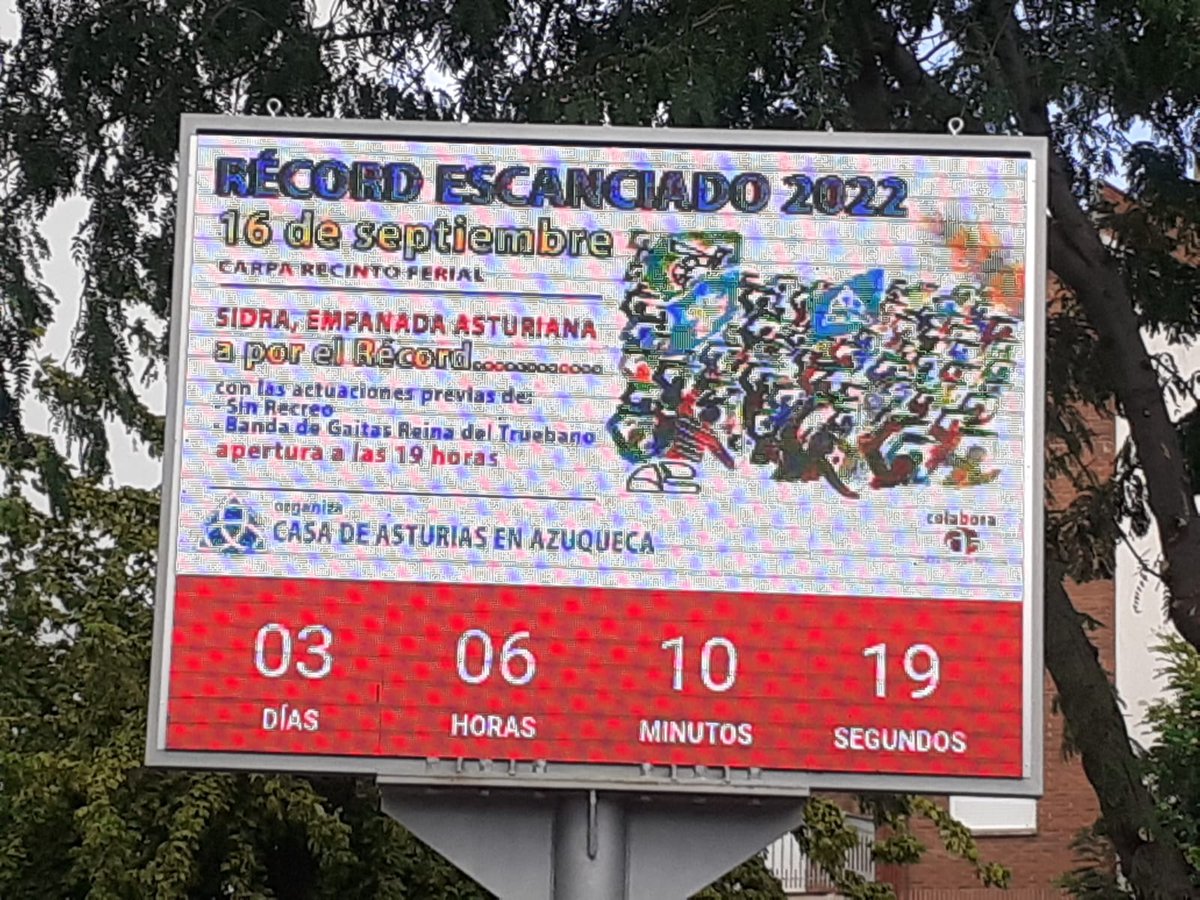 RÉCORD ESCANCIADO 2022
16 de septiembre
CARPA RECINTO FERIAL
SIDRA, EMPANADA ASTURIANA
a por el Récord............
con las actuaciones previas de:
- Sin Recreo
- Banda de Gaitas Reina del Truebano
apertura a las 19 horas
organiza
CASA DE ASTURIAS EN AZUQUECA
colabora
03 06 10 19
DÍAS HORAS MINUTOS SEGUNDOS